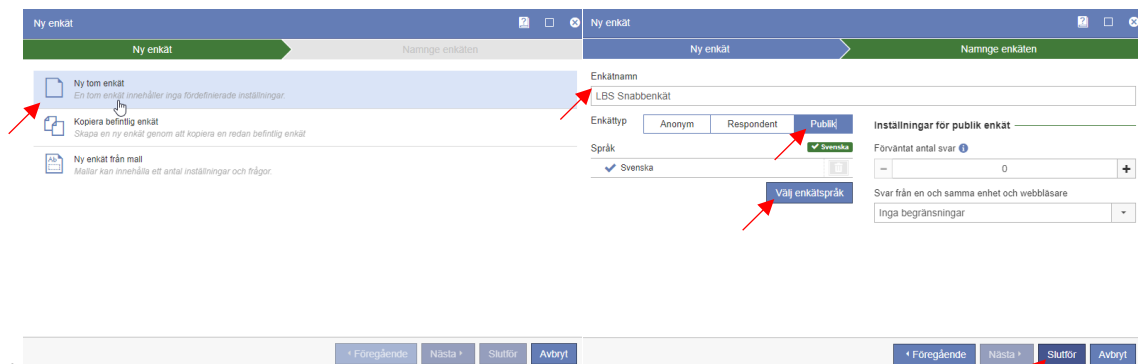 Ny enkät
Ny enkät
Namnge enkäten
Ny tom enkät
En tom enkät innehåller inga fördefinierade inställningar.
Kopiera befintlig enkät
Skapa en ny enkät genom att kopiera en redan befintlig enkät
Ny enkät från mall
Mallar kan innehålla ett antal inställningar och frågor.
Föregående
Nästa
Slutför
Avbryt
Ny enkät
Ny enkät
Namnge enkäten
Enkätnamn
LBS Snabbenkät
Enkättyp
Anonym
Respondent
Publik
Språk
Svenska
Svenska
Välj enkätspråk
Inställningar för publik enkät
Förväntat antal svar
0
Svar från en och samma enhet och webbläsare
Inga begränsningar
Föregående
Nästa
Slutför
Avbryt